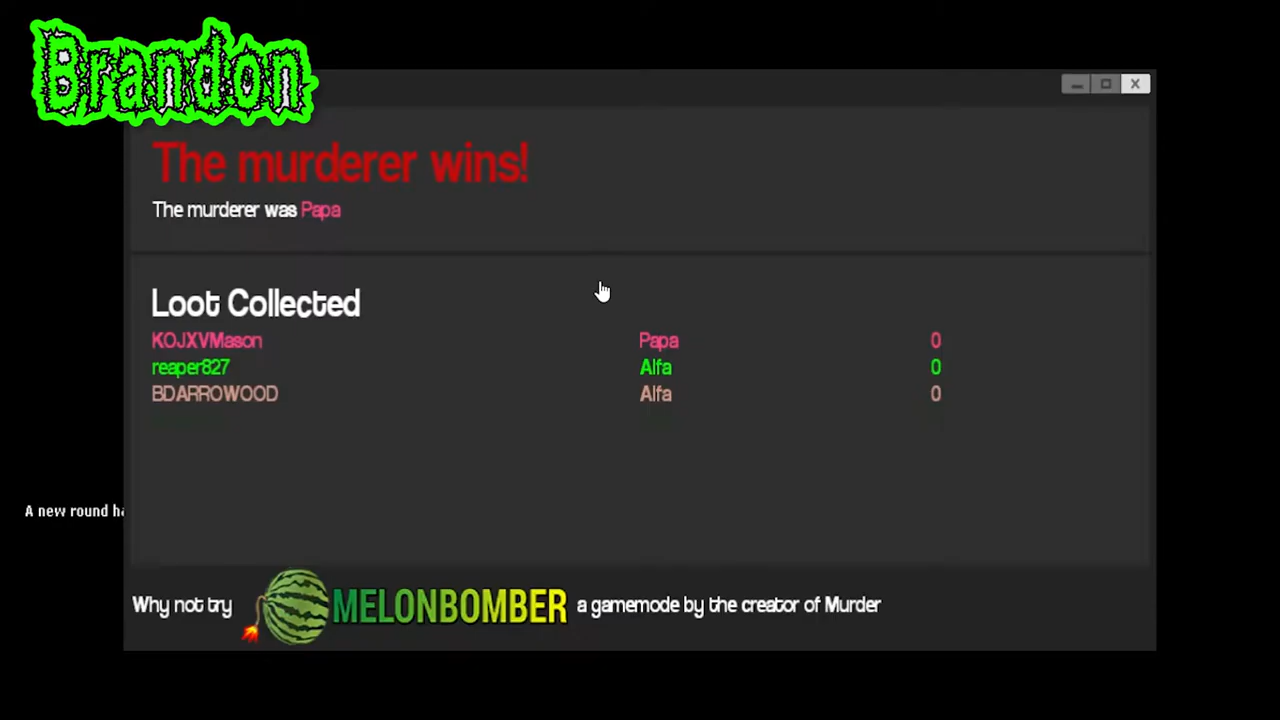 Brandon
The murderer wins!
The murderer was Papa
Loot Collected
KOJXVMason Papa 0
reaper827 Alfa 0
BDARROWOOD Alfa 0
A new round ha
Why not try MELONBOMBER a gamemode by the creator of Murder